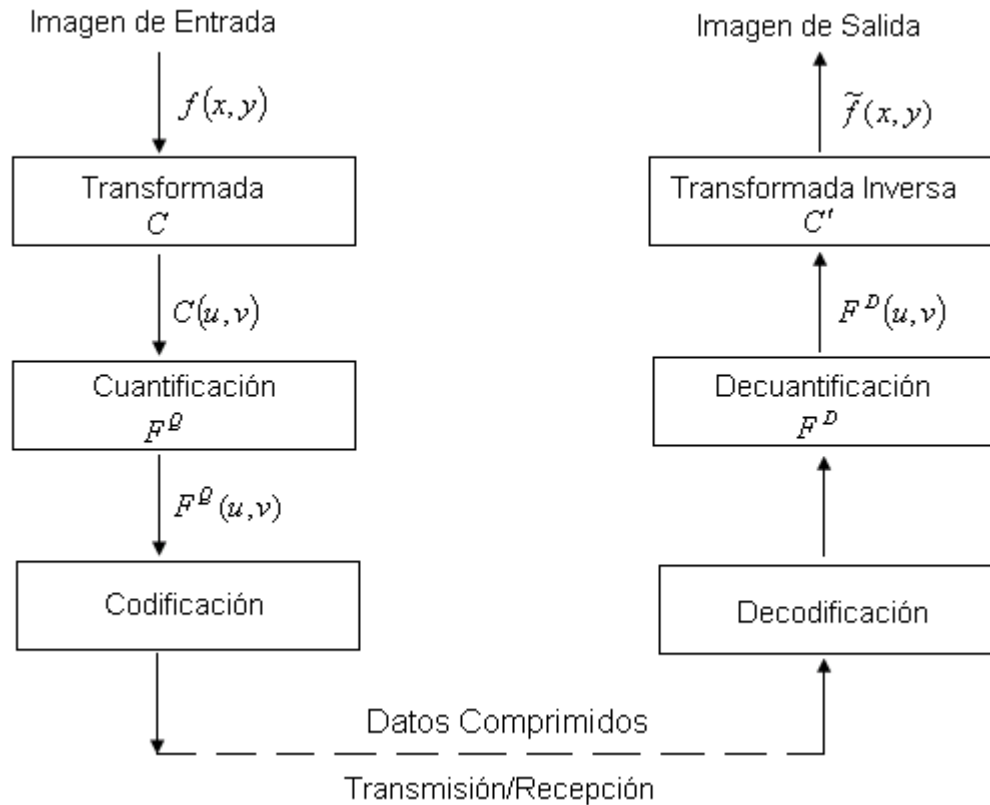 Imagen de Entrada
f(x, y)
Transformada
C
C(u, v)
Cuantificación
F^Q
F^Q(u, v)
Codificación
Datos Comprimidos
Transmisión/Recepción
Imagen de Salida
f̃(x, y)
Transformada Inversa
C'
F^D(u, v)
Decuantificación
F^D
Decodificación